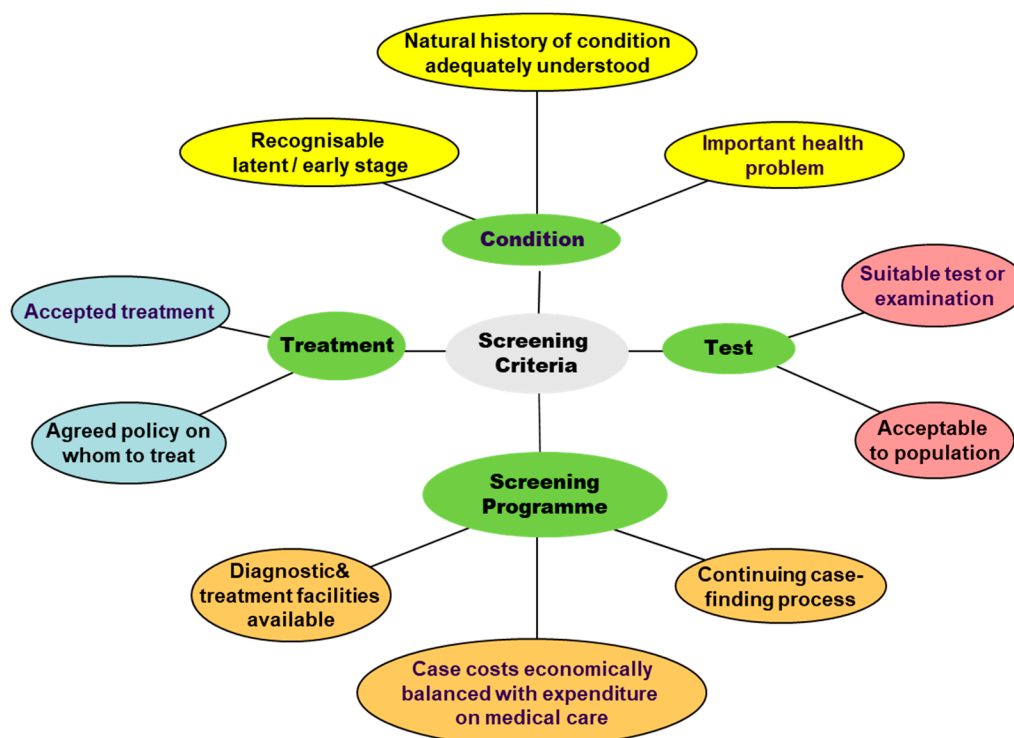 Natural history of condition
adequately understood
Recognisable
latent / early stage
Important health
problem
Condition
Suitable test or
examination
Accepted treatment
Treatment
Screening
Criteria
Test
Agreed policy on
whom to treat
Acceptable
to population
Screening
Programme
Diagnostic&
treatment facilities
available
Continuing case-
finding process
Case costs economically
balanced with expenditure
on medical care